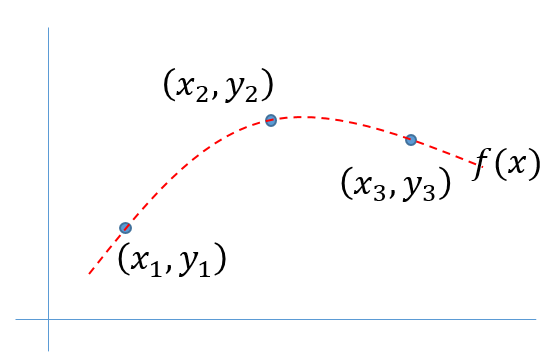 (x₂, y₂)
f(x)
(x₃, y₃)
(x₁, y₁)